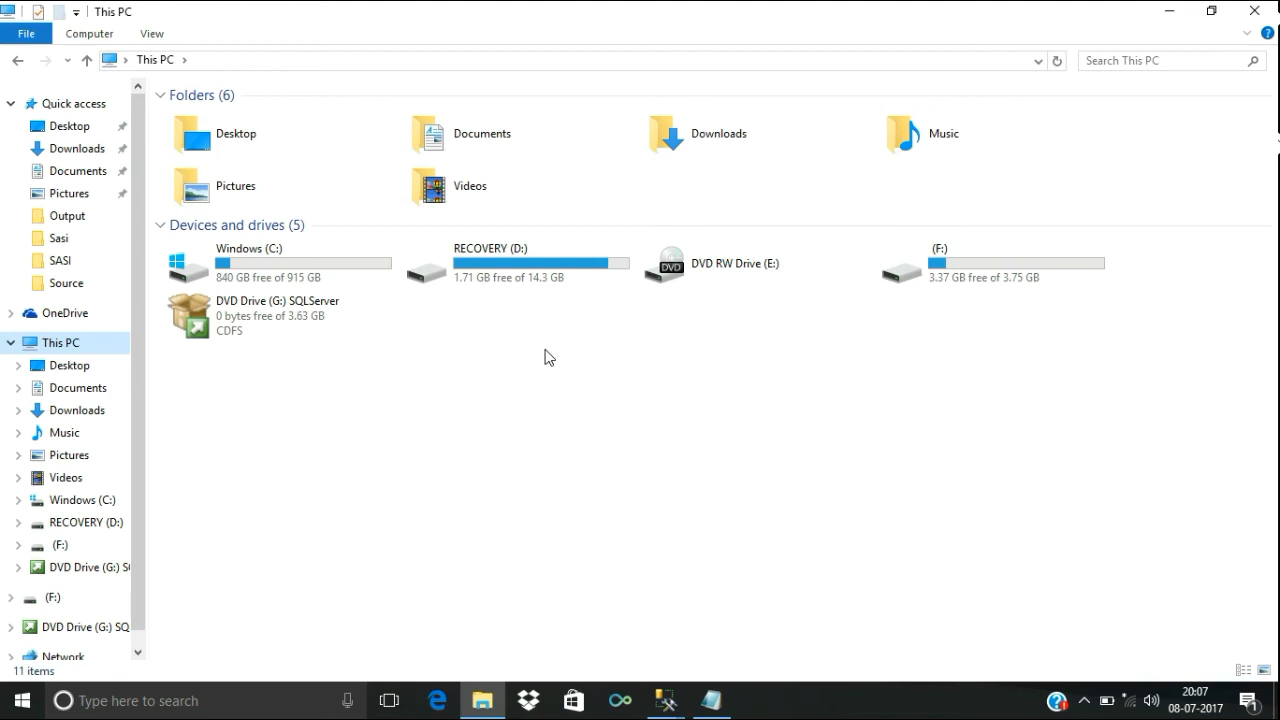 This PC
File Computer View
This PC
Search This PC
Quick access
Desktop
Downloads
Documents
Pictures
Output
Sasi
SASI
Source
OneDrive
This PC
Desktop
Documents
Downloads
Music
Pictures
Videos
Windows (C:)
RECOVERY (D:)
(F:)
DVD Drive (G:) S
(F:)
DVD Drive (G:) SQ
Network
Folders (6)
Desktop Documents Downloads Music
Pictures Videos
Devices and drives (5)
Windows (C:)
840 GB free of 915 GB
RECOVERY (D:)
1.71 GB free of 14.3 GB
DVD
DVD RW Drive (E:)
(F:)
3.37 GB free of 3.75 GB
DVD Drive (G:) SQLServer
0 bytes free of 3.63 GB
CDFS
11 items
Type here to search
20:07
08-07-2017
1